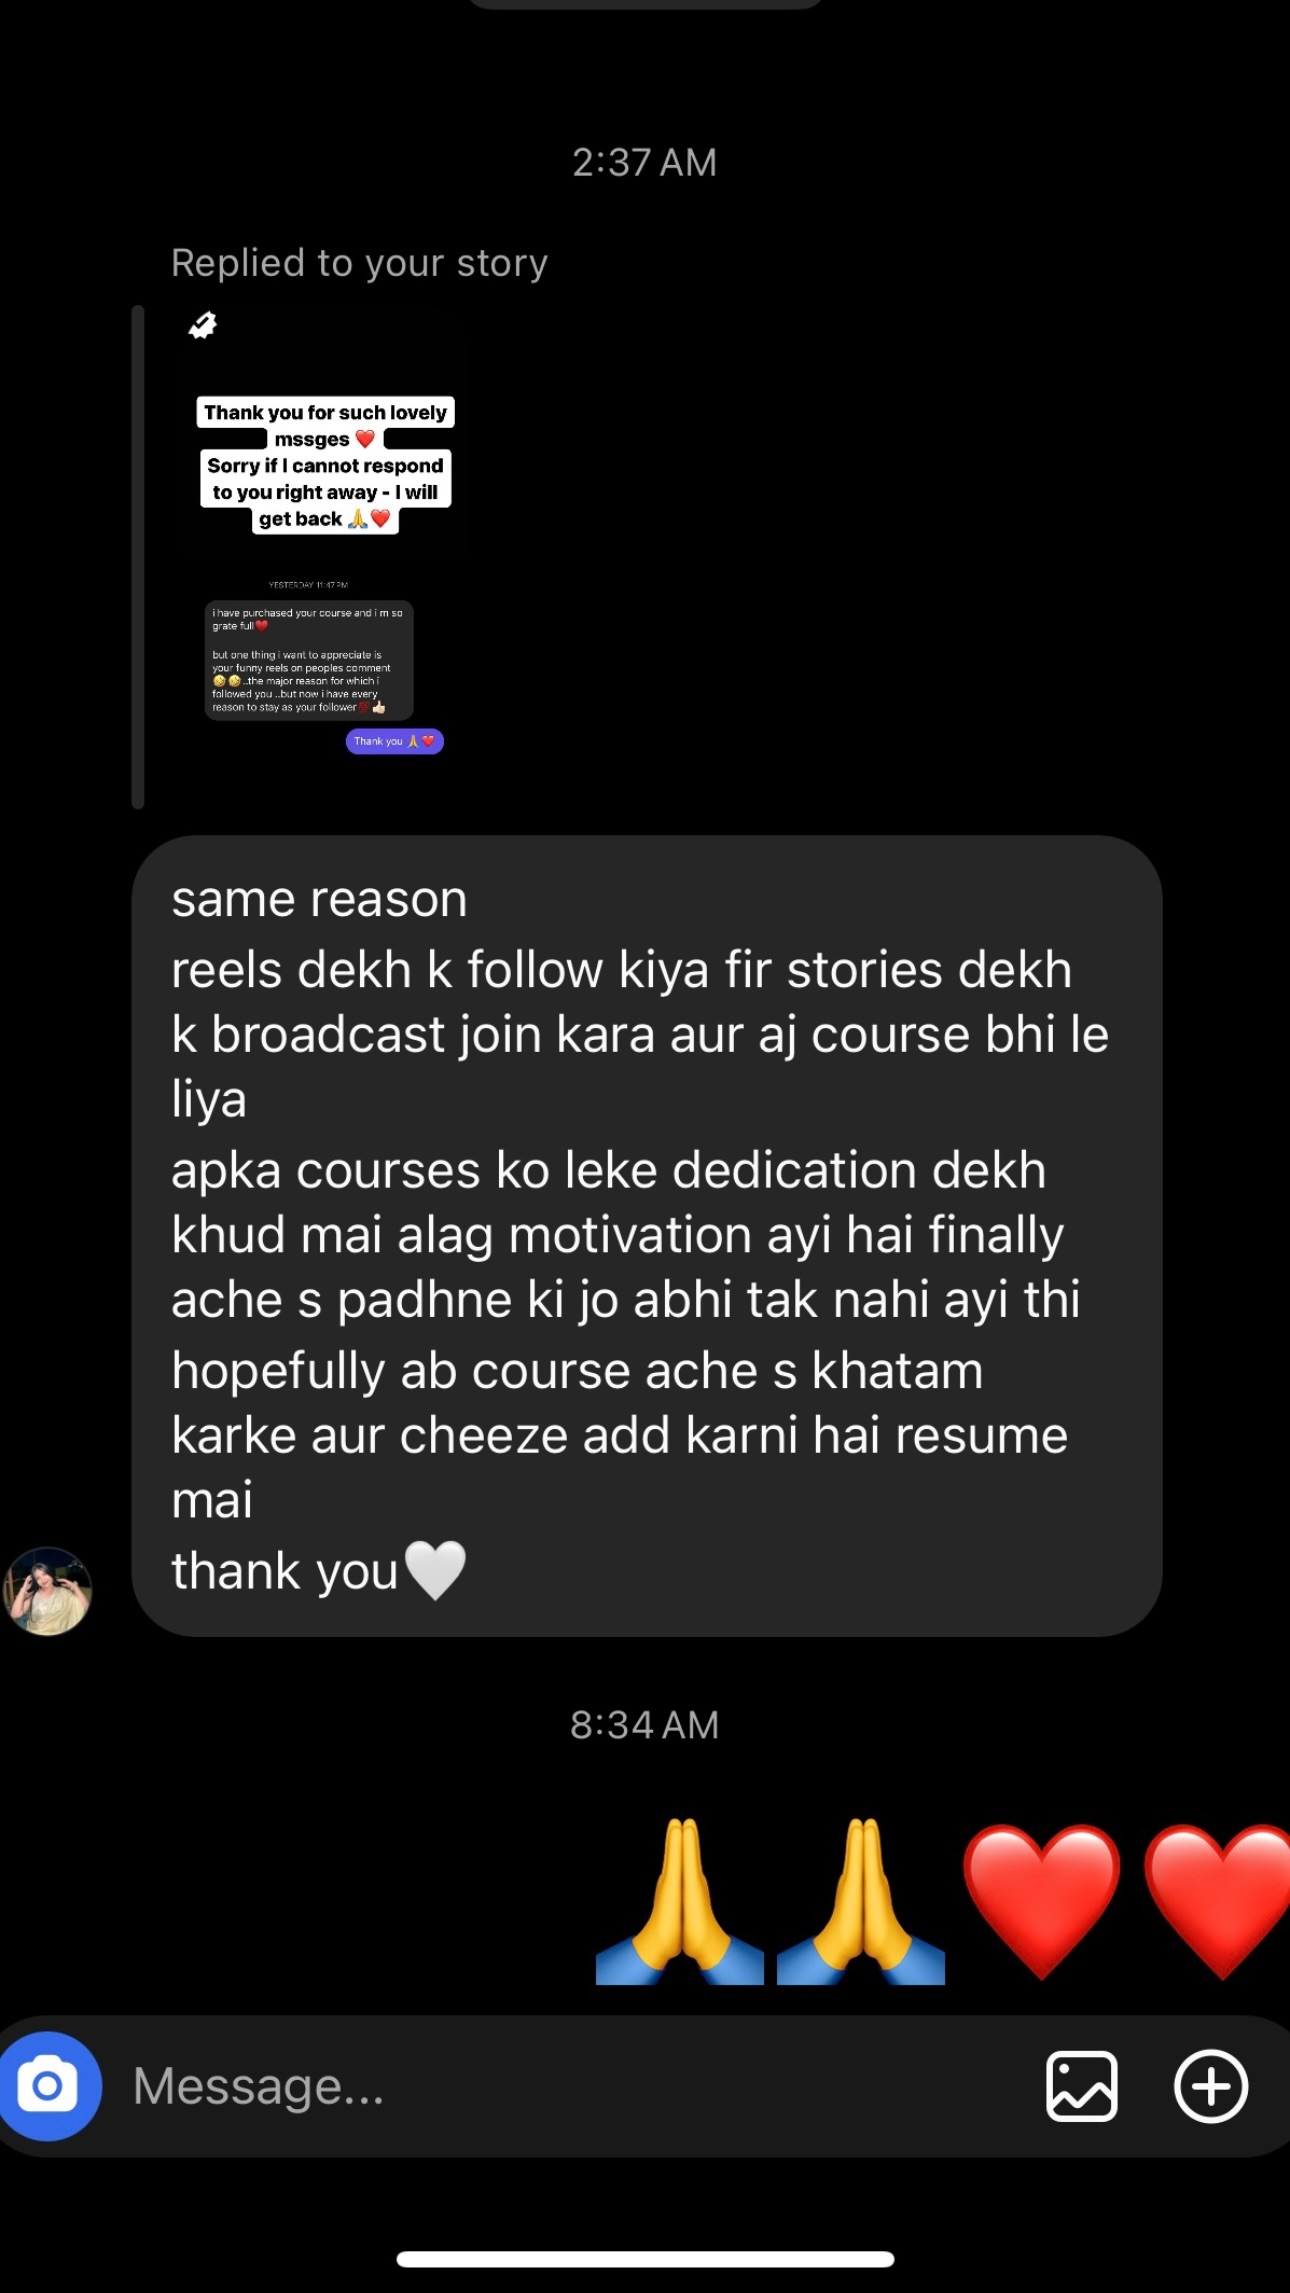 2:37 AM
Replied to your story
Thank you for such lovely
mssges ❤️
Sorry if I cannot respond
to you right away - I will
get back 🙏❤️
YESTERDAY 11:47 PM
i have purchased your course and i m so
grate full❤️
but one thing i want to appreciate is
your funny reels on peoples comment
🤣🤣..the major reason for which i
followed you ..but now i have every
reason to stay as your follower💯👍🏻
Thank you 🙏❤️
same reason
reels dekh k follow kiya fir stories dekh
k broadcast join kara aur aj course bhi le
liya
apka courses ko leke dedication dekh
khud mai alag motivation ayi hai finally
ache s padhne ki jo abhi tak nahi ayi thi
hopefully ab course ache s khatam
karke aur cheeze add karni hai resume
mai
thank you🤍
8:34 AM
🙏🙏❤️❤️
Message...